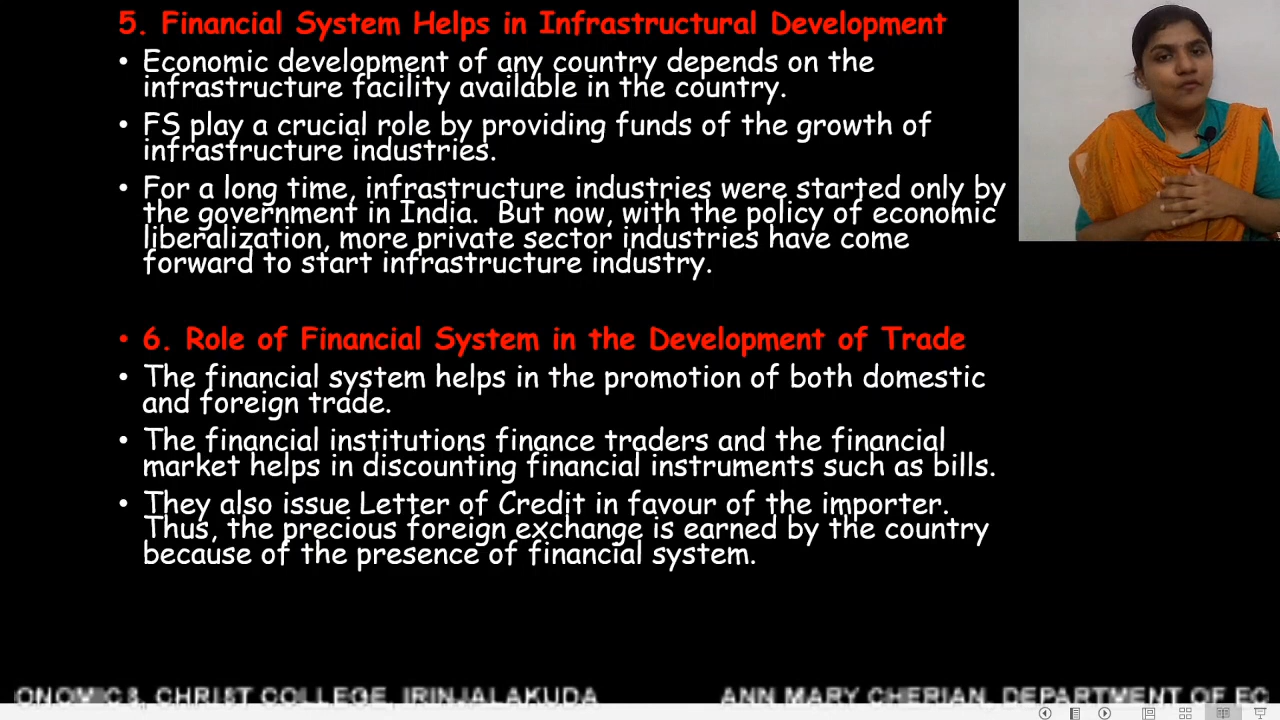 5. Financial System Helps in Infrastructural Development
• Economic development of any country depends on the
infrastructure facility available in the country.
• FS play a crucial role by providing funds of the growth of
infrastructure industries.
• For a long time, infrastructure industries were started only by
the government in India. But now, with the policy of economic
liberalization, more private sector industries have come
forward to start infrastructure industry.
• 6. Role of Financial System in the Development of Trade
• The financial system helps in the promotion of both domestic
and foreign trade.
• The financial institutions finance traders and the financial
market helps in discounting financial instruments such as bills.
• They also issue Letter of Credit in favour of the importer.
Thus, the precious foreign exchange is earned by the country
because of the presence of financial system.
ONOMICS, CHRIST COLLEGE, IRINJALAKUDA ANN MARY CHERIAN, DEPARTMENT OF EC